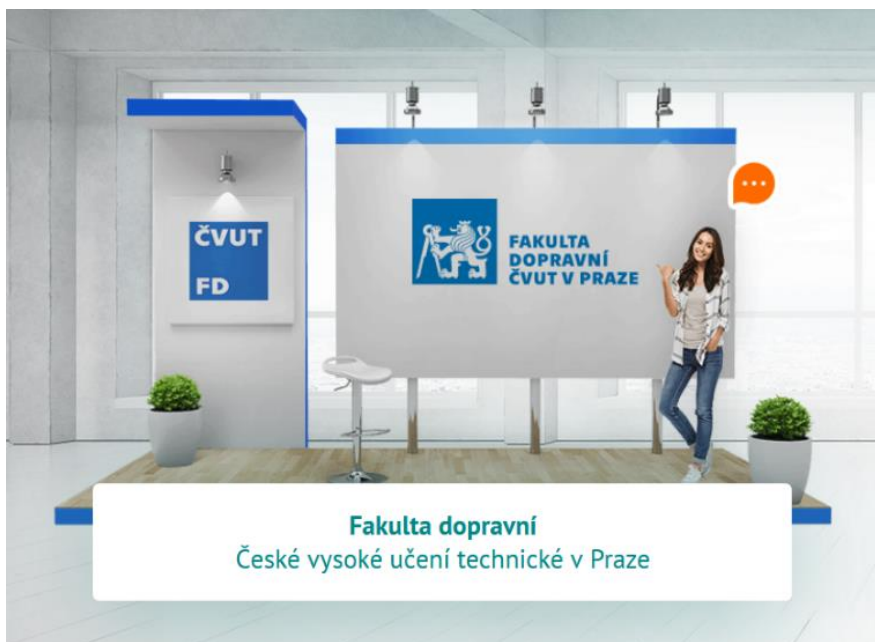 ČVUT
FD
FAKULTA
DOPRAVNÍ
ČVUT V PRAZE
Fakulta dopravní
České vysoké učení technické v Praze